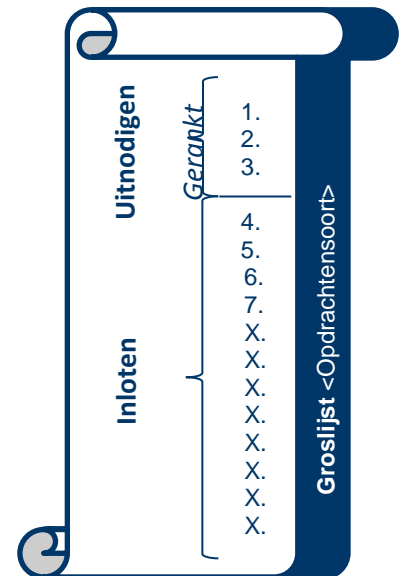 Uitnodigen
Gerankt
1.
2.
3.
Inloten
4.
5.
6.
7.
X.
X.
X.
X.
X.
X.
X.
X.
Groslijst <Opdrachtensoort>